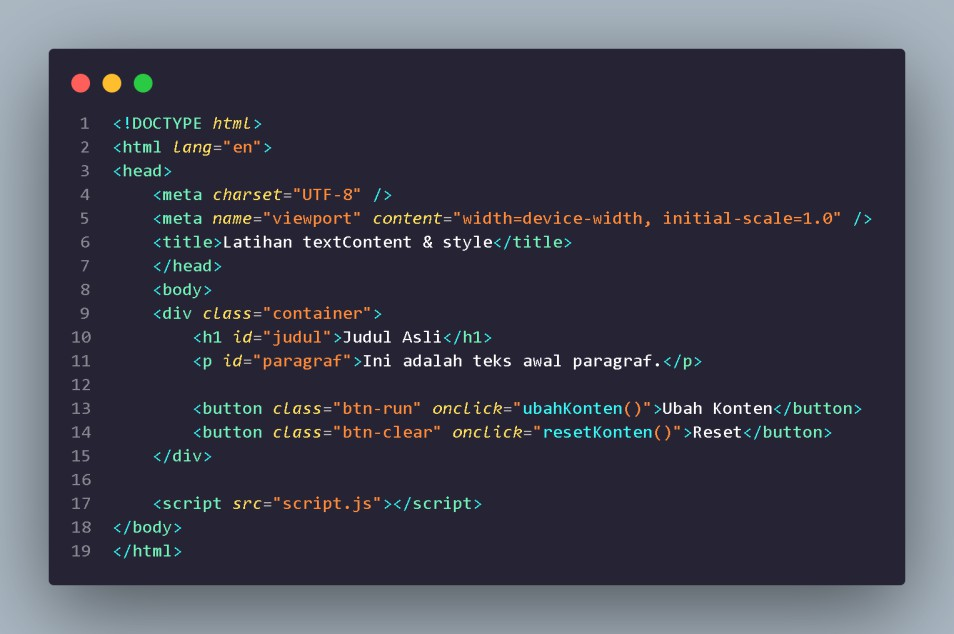 1 <!DOCTYPE html>
2 <html lang="en">
3 <head>
4     <meta charset="UTF-8" />
5     <meta name="viewport" content="width=device-width, initial-scale=1.0" />
6     <title>Latihan textContent & style</title>
7     </head>
8     <body>
9     <div class="container">
10         <h1 id="judul">Judul Asli</h1>
11         <p id="paragraf">Ini adalah teks awal paragraf.</p>
12
13         <button class="btn-run" onclick="ubahKonten()">Ubah Konten</button>
14         <button class="btn-clear" onclick="resetKonten()">Reset</button>
15     </div>
16
17     <script src="script.js"></script>
18 </body>
19 </html>